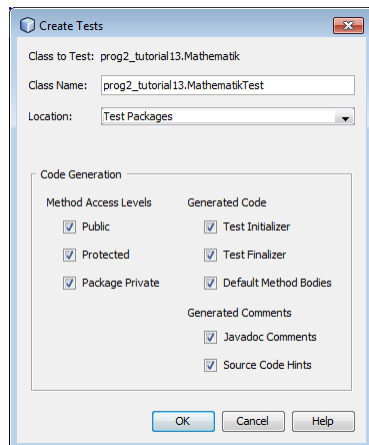 Create Tests
Class to Test: prog2_tutorial13.Mathematik
Class Name: prog2_tutorial13.MathematikTest
Location: Test Packages
Code Generation
Method Access Levels
Public
Protected
Package Private
Generated Code
Test Initializer
Test Finalizer
Default Method Bodies
Generated Comments
Javadoc Comments
Source Code Hints
OK Cancel Help